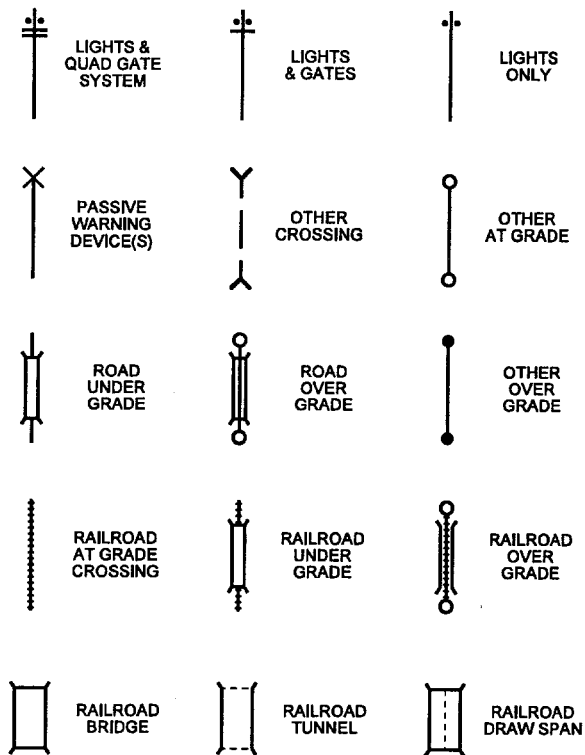 LIGHTS &
QUAD GATE
SYSTEM
LIGHTS
& GATES
LIGHTS
ONLY
PASSIVE
WARNING
DEVICE(S)
OTHER
CROSSING
OTHER
AT GRADE
ROAD
UNDER
GRADE
ROAD
OVER
GRADE
OTHER
OVER
GRADE
RAILROAD
AT GRADE
CROSSING
RAILROAD
UNDER
GRADE
RAILROAD
OVER
GRADE
RAILROAD
BRIDGE
RAILROAD
TUNNEL
RAILROAD
DRAW SPAN